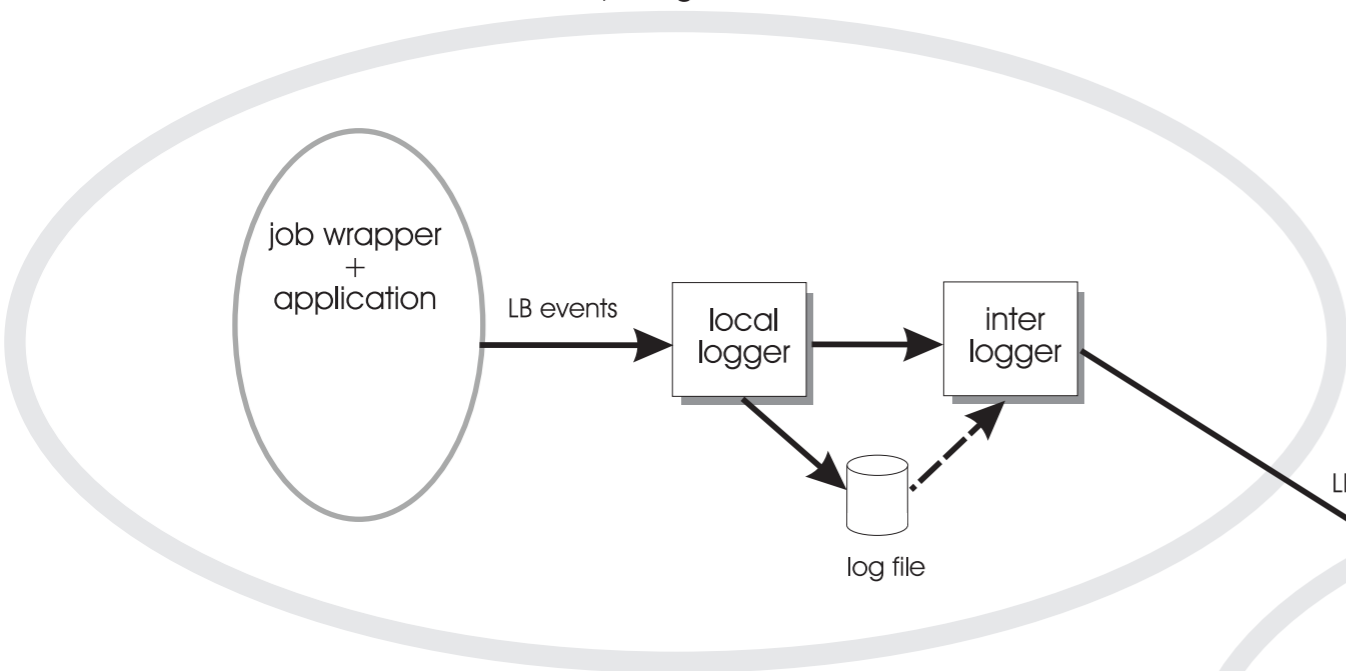 job wrapper
+
application
LB events
local
logger
inter
logger
log file